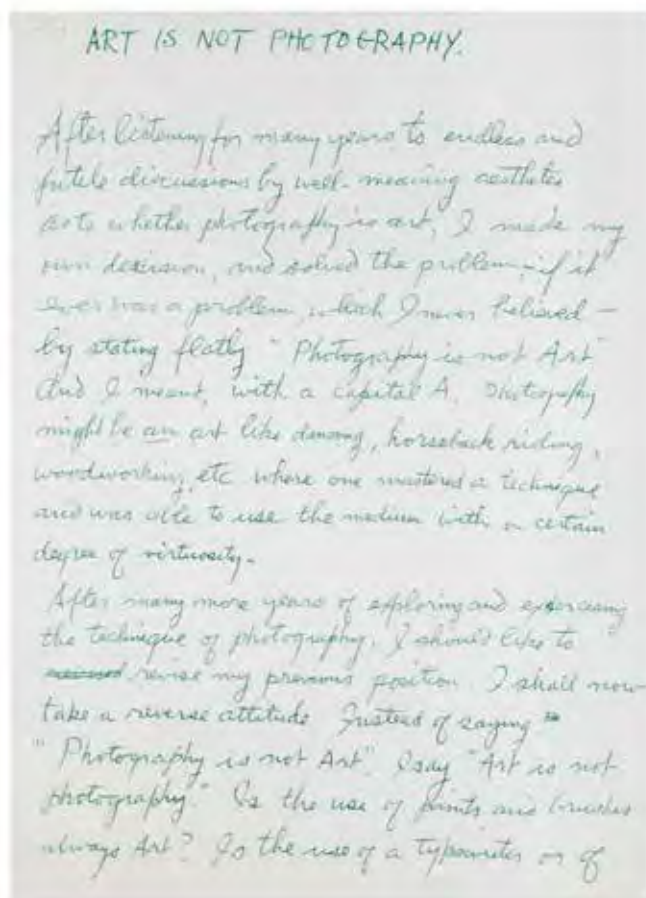 ART IS NOT PHOTOGRAPHY.
After listening for many years to endless and
futile discussions by well-meaning aesthetes
as to whether photography is art, I made my
own decision, and solved the problem, - if it
ever was a problem, which I never believed -
by stating flatly "Photography is not Art"
And I meant, with a capital A. Photography
might be an art like dancing, horseback riding,
woodworking, etc where one mastered a technique
and was able to use the medium with a certain
degree of virtuosity.
After many more years of exploring and exercising
the technique of photography, I should like to
revise my previous position. I shall now
take a reverse attitude Instead of saying
"Photography is not Art", I say "Art is not
photography." Is the use of paints and brushes
always Art? Is the use of a typewriter or of